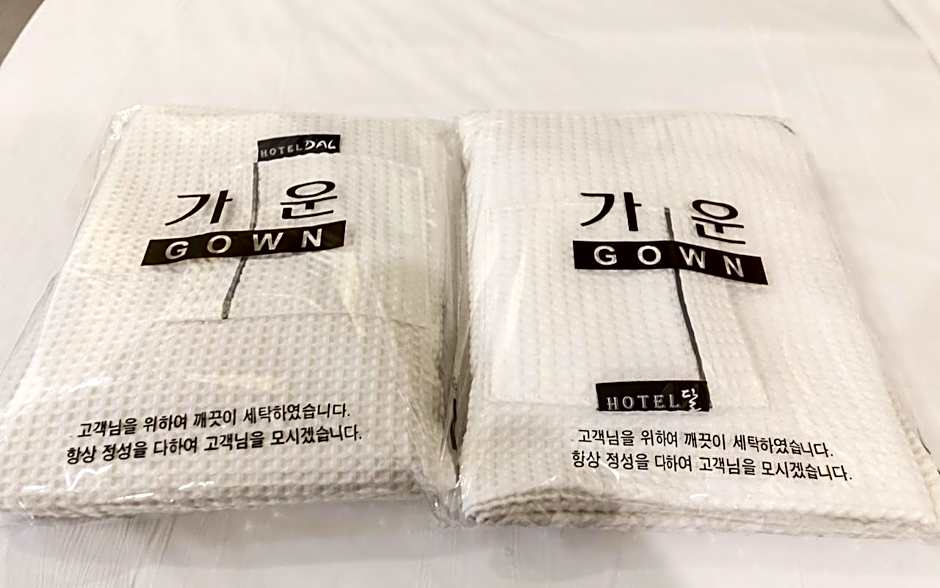 HOTEL DAL
가운
GOWN
고객님을 위하여 깨끗이 세탁하였습니다.
항상 정성을 다하여 고객님을 모시겠습니다.
가운
GOWN
HOTEL 달
고객님을 위하여 깨끗이 세탁하였습니다.
항상 정성을 다하여 고객님을 모시겠습니다.